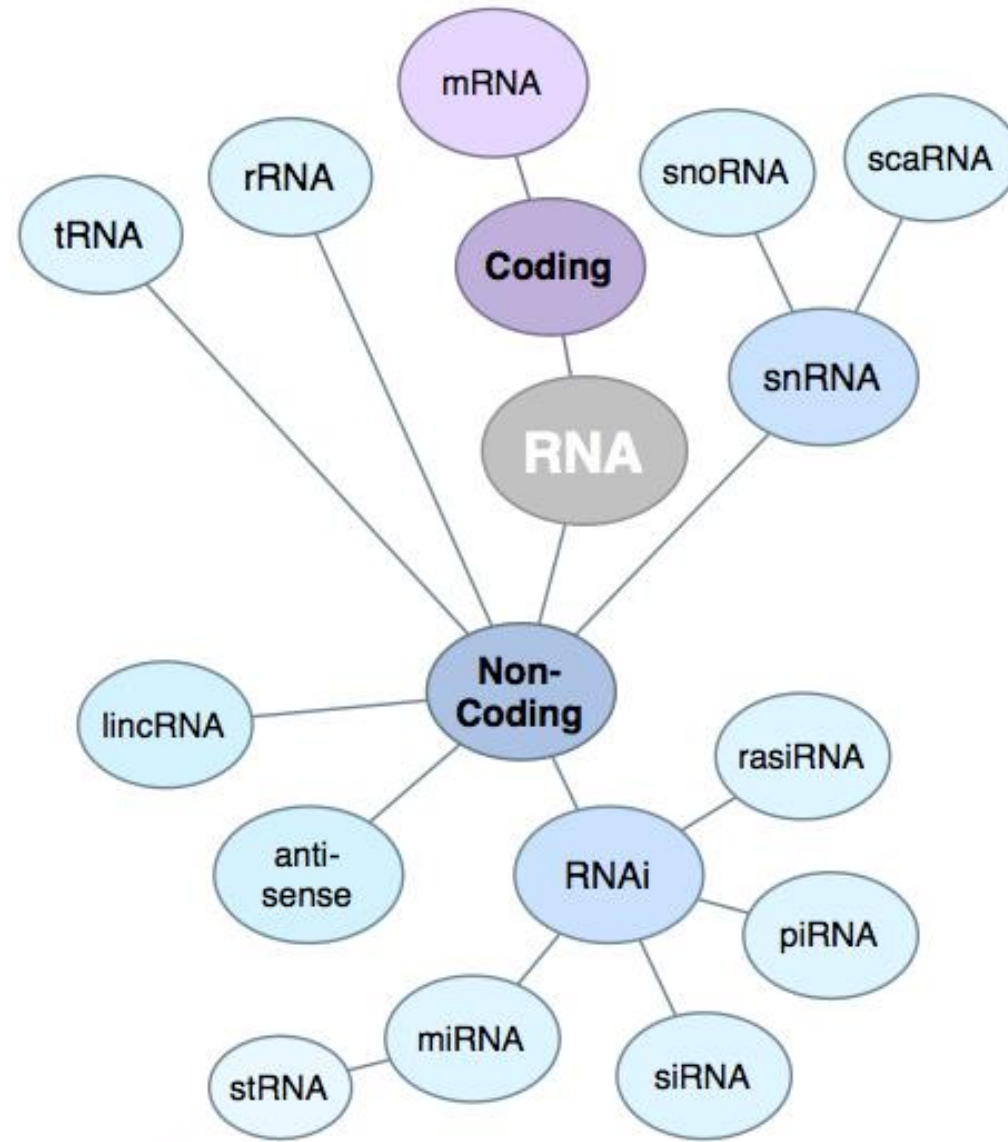 mRNA
snoRNA
scaRNA
rRNA
tRNA
Coding
snRNA
RNA
Non-
Coding
lincRNA
rasiRNA
anti-
sense
RNAi
piRNA
miRNA
siRNA
stRNA